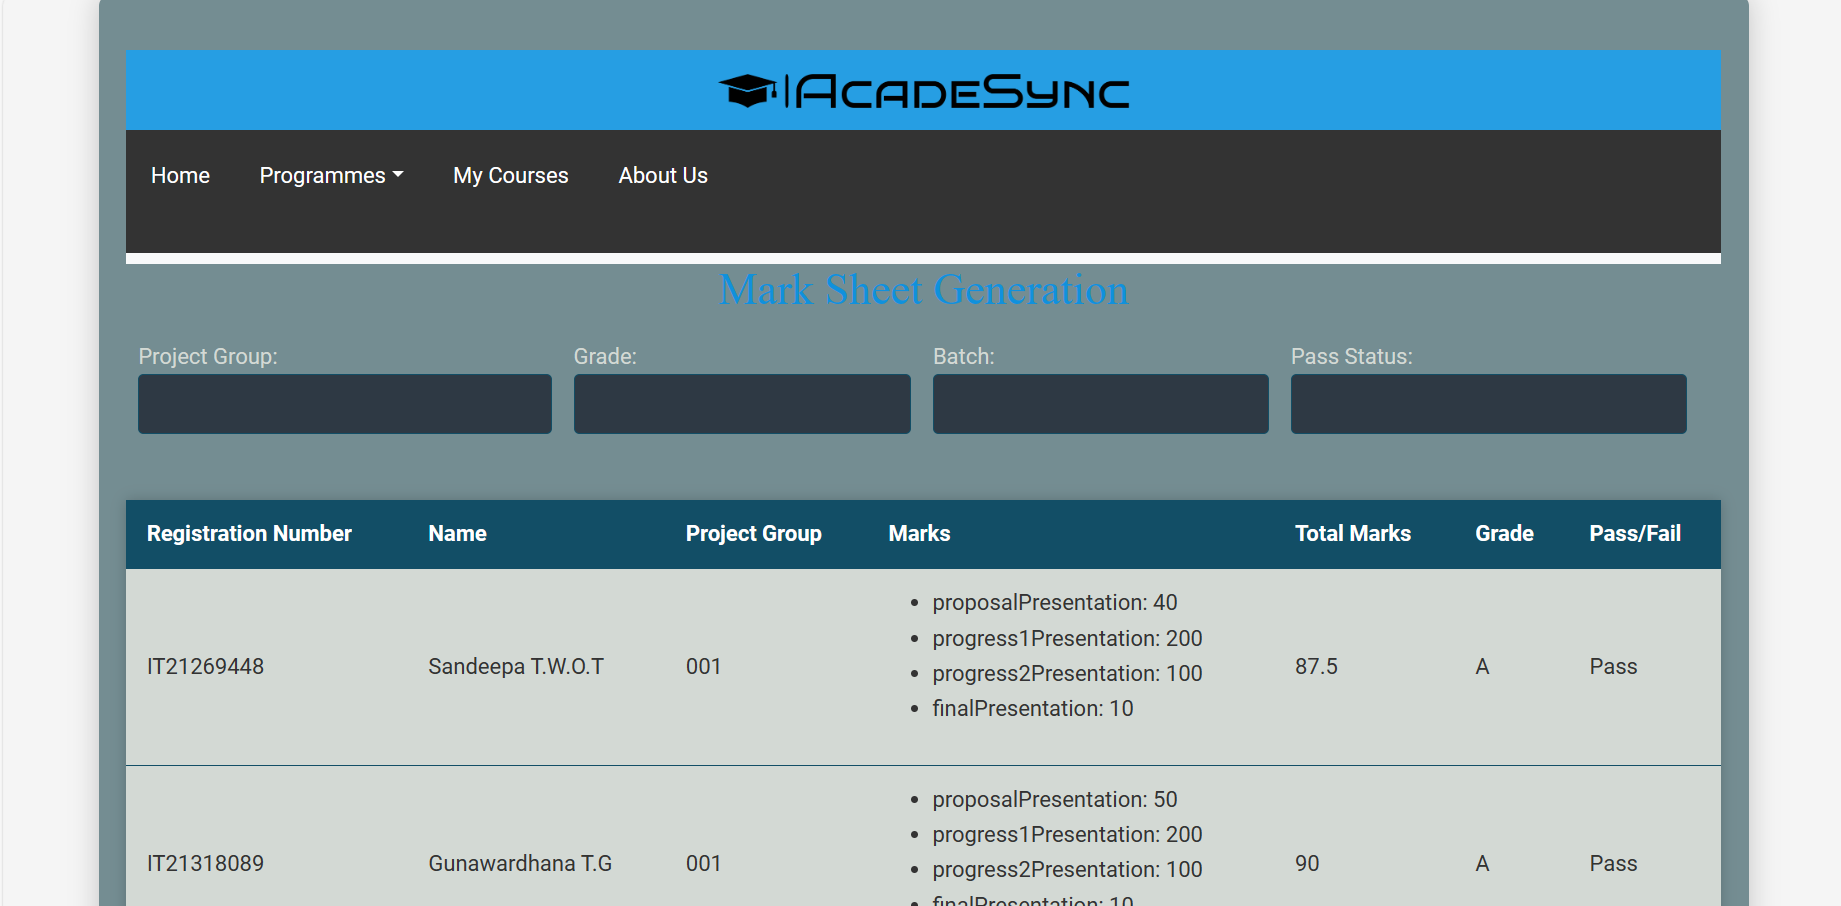 AcadeSync
Home Programmes My Courses About Us
Mark Sheet Generation
Project Group: Grade: Batch: Pass Status:
Registration Number Name Project Group Marks Total Marks Grade Pass/Fail
• proposalPresentation: 40
• progress1Presentation: 200
IT21269448 Sandeepa T.W.O.T 001 87.5 A Pass
• progress2Presentation: 100
• finalPresentation: 10
• proposalPresentation: 50
• progress1Presentation: 200
IT21318089 Gunawardhana T.G 001 90 A Pass
• progress2Presentation: 100
• finalPresentation: 10